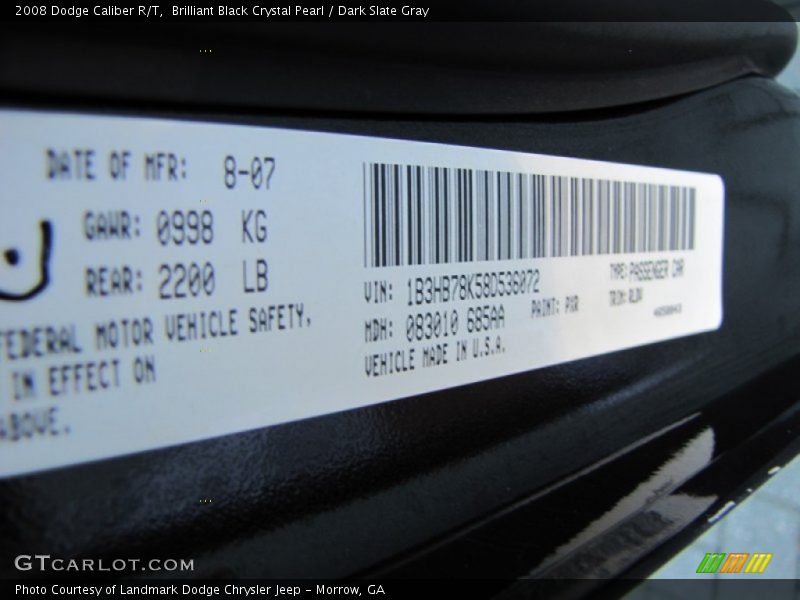 2008 Dodge Caliber R/T,  Brilliant Black Crystal Pearl / Dark Slate Gray
DATE OF MFR: 8-07
GAWR: 0998 KG
REAR: 2200 LB
FEDERAL MOTOR VEHICLE SAFETY,
IN EFFECT ON
ABOVE.
VIN: 1B3HB78K58D536072
TYPE: PASSENGER CAR
MDH: 083010 685AA
PAINT: PXR
TRIM:
VEHICLE MADE IN U.S.A.
GTCARLOT.COM
Photo Courtesy of Landmark Dodge Chrysler Jeep - Morrow, GA